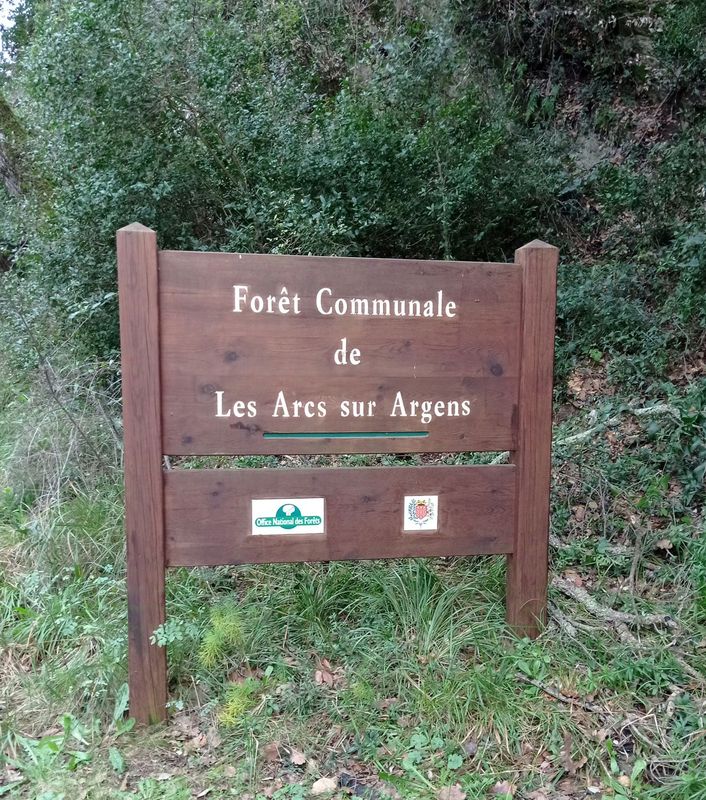 Forêt Communale
de
Les Arcs sur Argens
Office National des Forêts